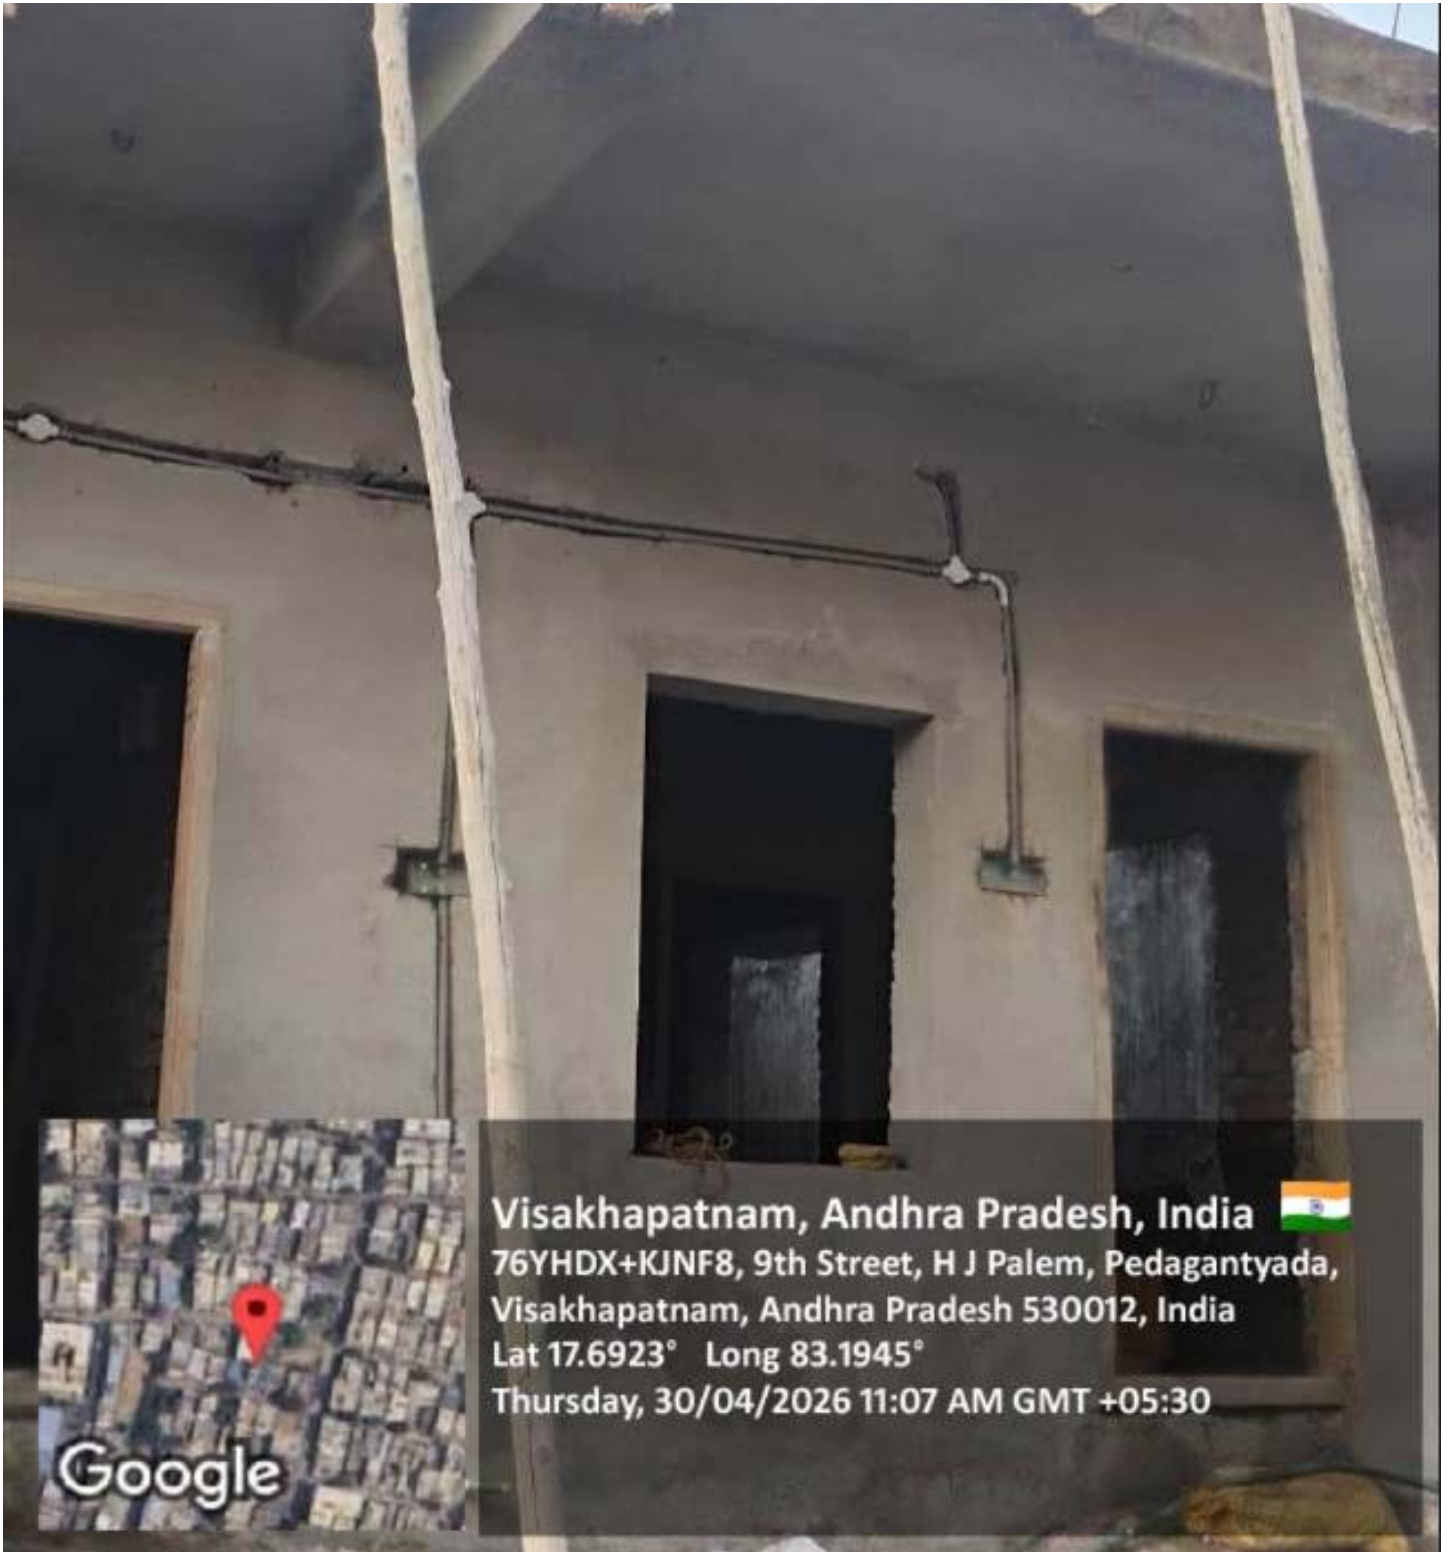 Visakhapatnam, Andhra Pradesh, India
76YHDX+KJNF8, 9th Street, H J Palem, Pedagantyada,
Visakhapatnam, Andhra Pradesh 530012, India
Lat 17.6923° Long 83.1945°
Thursday, 30/04/2026 11:07 AM GMT +05:30
Google